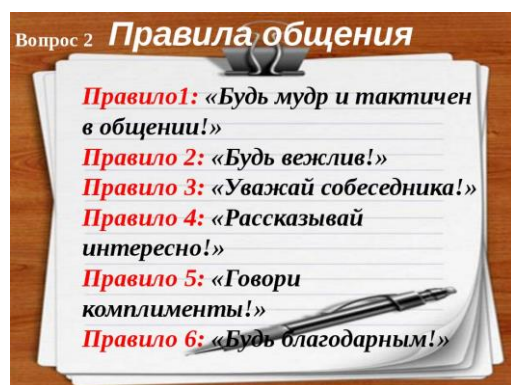 Вопрос 2 Правила общения
Правило1: «Будь мудр и тактичен
в общении!»
Правило 2: «Будь вежлив!»
Правило 3: «Уважай собеседника!»
Правило 4: «Рассказывай
интересно!»
Правило 5: «Говори
комплименты!»
Правило 6: «Будь благодарным!»